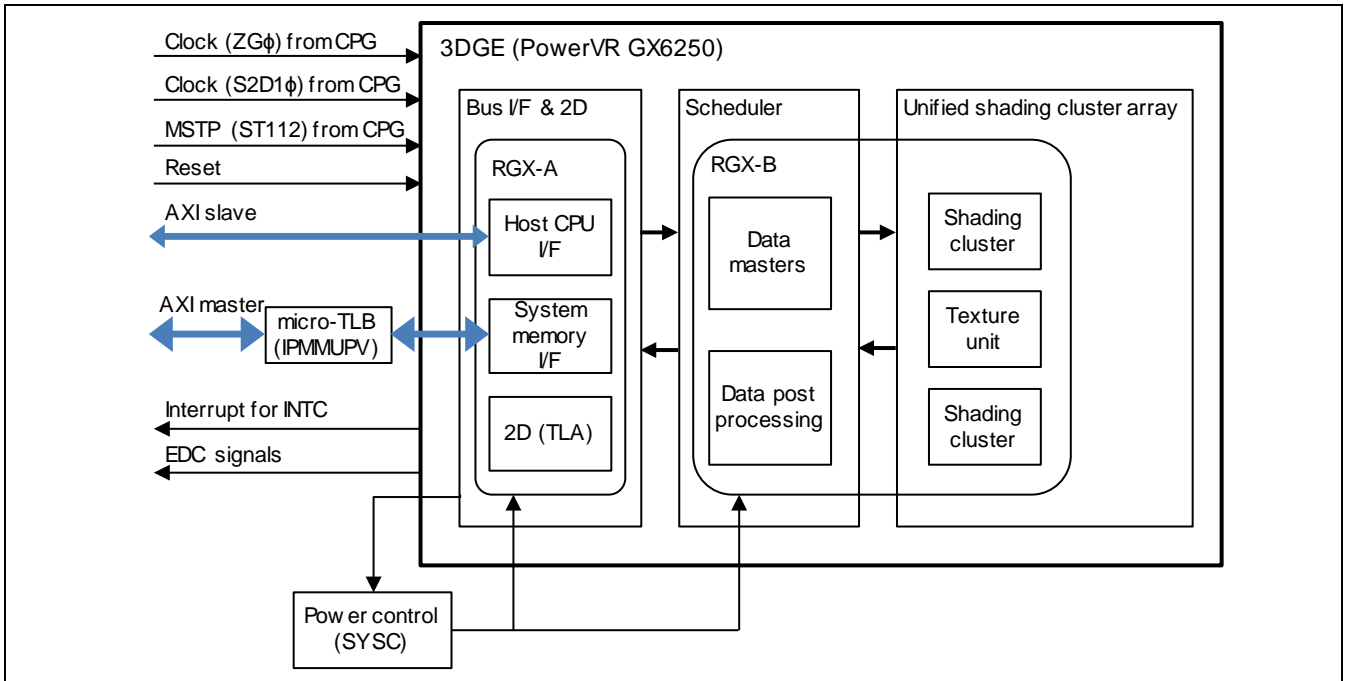 Clock (ZGϕ) from CPG
Clock (S2D1ϕ) from CPG
MSTP (ST112) from CPG
Reset
AXI slave
AXI master
micro-TLB
(IPMMUPV)
Interrupt for INTC
EDC signals
3DGE (PowerVR GX6250)
Bus I/F & 2D
RGX-A
Host CPU
I/F
System
memory
I/F
2D (TLA)
Scheduler
RGX-B
Data
masters
Data post
processing
Unified shading cluster array
Shading
cluster
Texture
unit
Shading
cluster
Power control
(SYSC)